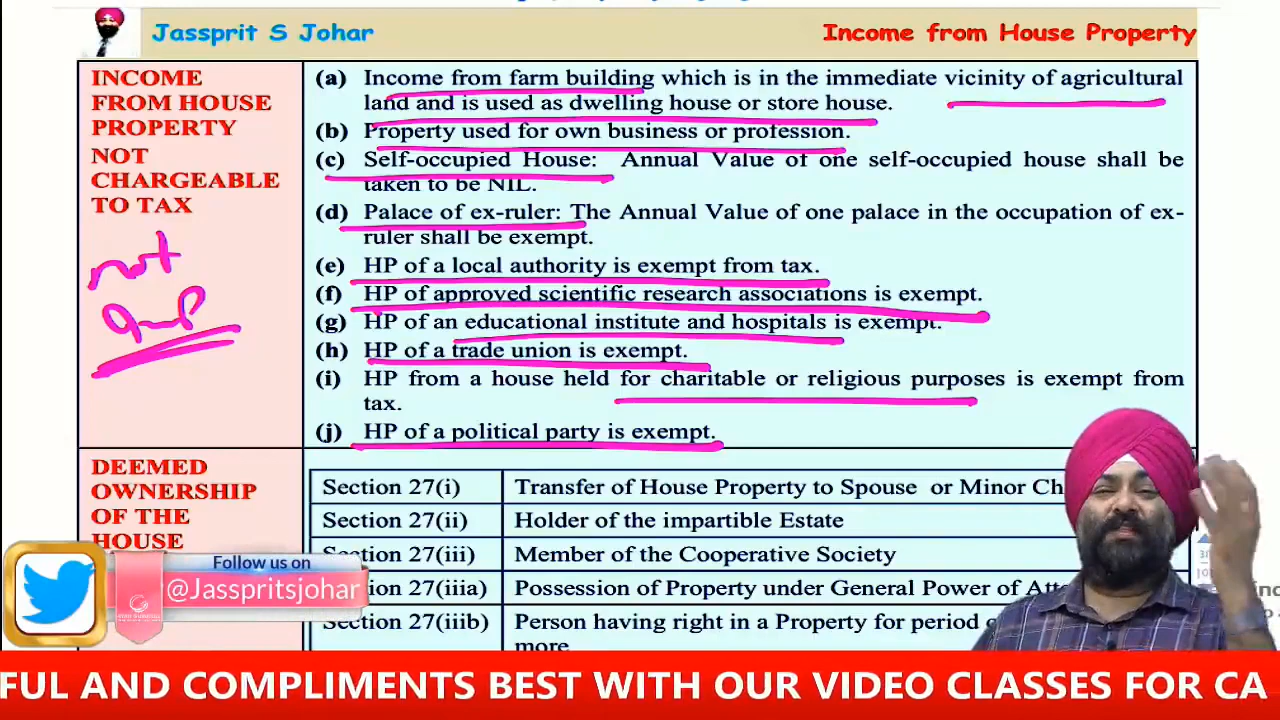 Jassprit S Johar
Income from House Property
INCOME
FROM HOUSE
PROPERTY
NOT
CHARGEABLE
TO TAX
not
Imp
(a) Income from farm building which is in the immediate vicinity of agricultural
land and is used as dwelling house or store house.
(b) Property used for own business or profession.
(c) Self-occupied House: Annual Value of one self-occupied house shall be
taken to be NIL.
(d) Palace of ex-ruler: The Annual Value of one palace in the occupation of ex-
ruler shall be exempt.
(e) HP of a local authority is exempt from tax.
(f) HP of approved scientific research associations is exempt.
(g) HP of an educational institute and hospitals is exempt.
(h) HP of a trade union is exempt.
(i) HP from a house held for charitable or religious purposes is exempt from
tax.
(j) HP of a political party is exempt.
DEEMED
OWNERSHIP
OF THE
HOUSE
Section 27(i) Transfer of House Property to Spouse or Minor Ch
Section 27(ii) Holder of the impartible Estate
Section 27(iii) Member of the Cooperative Society
tion 27(iiia) Possession of Property under General Power of Att
Section 27(iiib) Person having right in a Property for period
more.
Follow us on
@Jasspritsjohar
FUL AND COMPLIMENTS BEST WITH OUR VIDEO CLASSES FOR CA